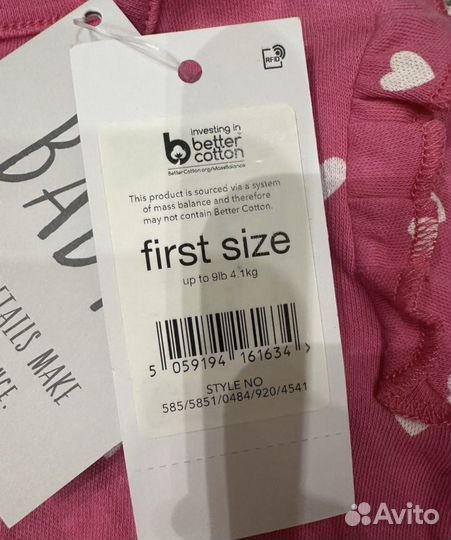 RFID
investing in
better
cotton
BetterCotton.org/MassBalance
This product is sourced via a system
of mass balance and therefore
may not contain Better Cotton.
first size
up to 9lb 4.1kg
5 059194 161634 >
STYLE NO
585/5851/0484/920/4541
BABY
ETAILS MAKE
NCE.
Avito